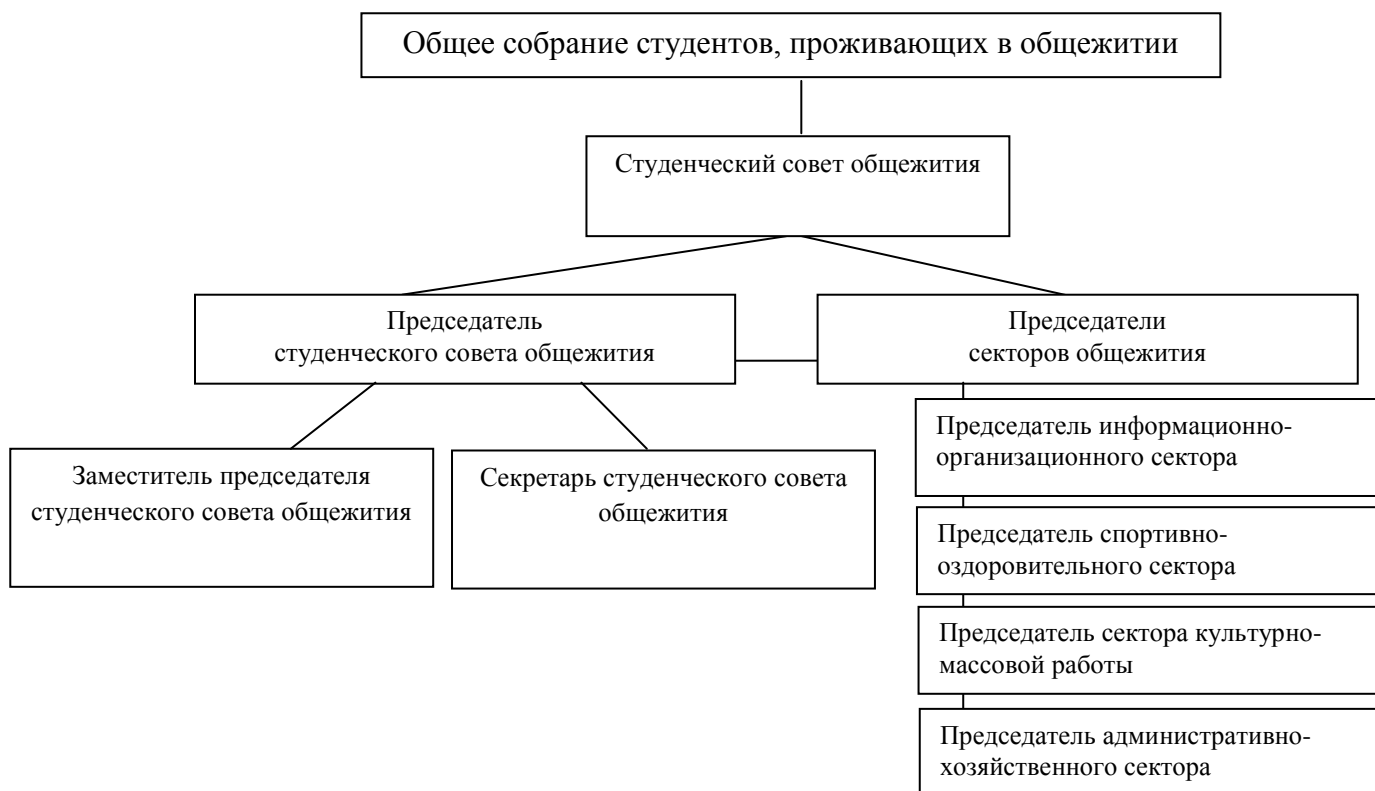 Общее собрание студентов, проживающих в общежитии
Студенческий совет общежития
Председатель
студенческого совета общежития
Председатели
секторов общежития
Заместитель председателя
студенческого совета общежития
Секретарь студенческого совета
общежития
Председатель информационно-
организационного сектора
Председатель спортивно-
оздоровительного сектора
Председатель сектора культурно-
массовой работы
Председатель административно-
хозяйственного сектора